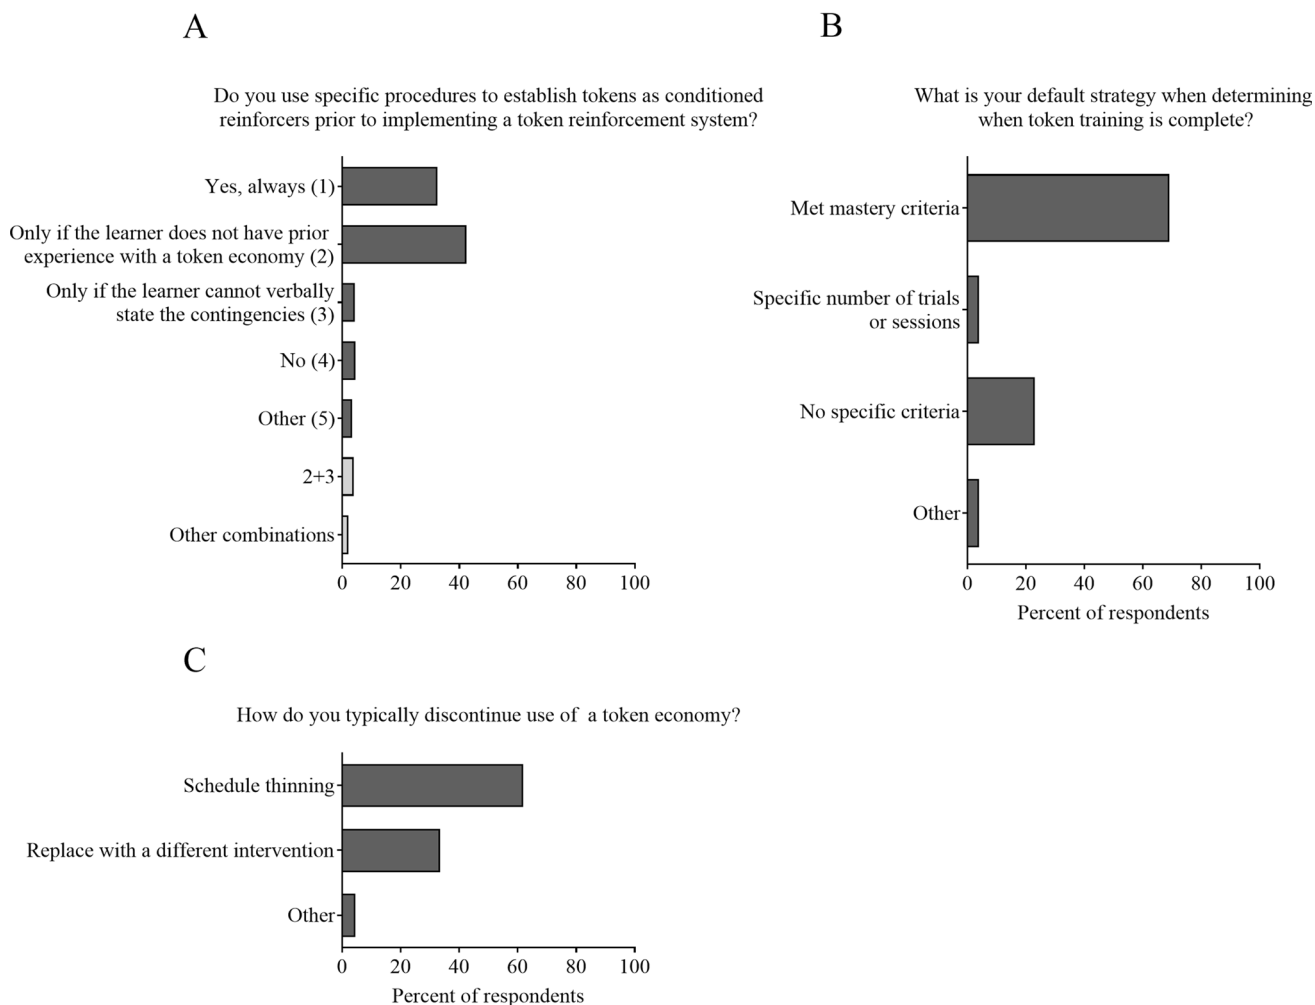 A
Do you use specific procedures to establish tokens as conditioned
reinforcers prior to implementing a token reinforcement system?
Yes, always (1)
Only if the learner does not have prior
experience with a token economy (2)
Only if the learner cannot verbally
state the contingencies (3)
No (4)
Other (5)
2+3
Other combinations
0 20 40 60 80 100
B
What is your default strategy when determining
when token training is complete?
Met mastery criteria
Specific number of trials
or sessions
No specific criteria
Other
0 20 40 60 80 100
Percent of respondents
C
How do you typically discontinue use of  a token economy?
Schedule thinning
Replace with a different intervention
Other
0 20 40 60 80 100
Percent of respondents